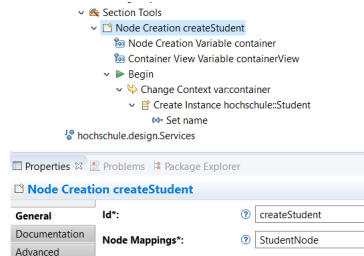 Section Tools
Node Creation createStudent
Node Creation Variable container
Container View Variable containerView
Begin
Change Context var:container
Create Instance hochschule::Student
Set name
hochschule.design.Services
Properties Problems Package Explorer
Node Creation createStudent
General Id*: createStudent
Documentation Node Mappings*: StudentNode
Advanced